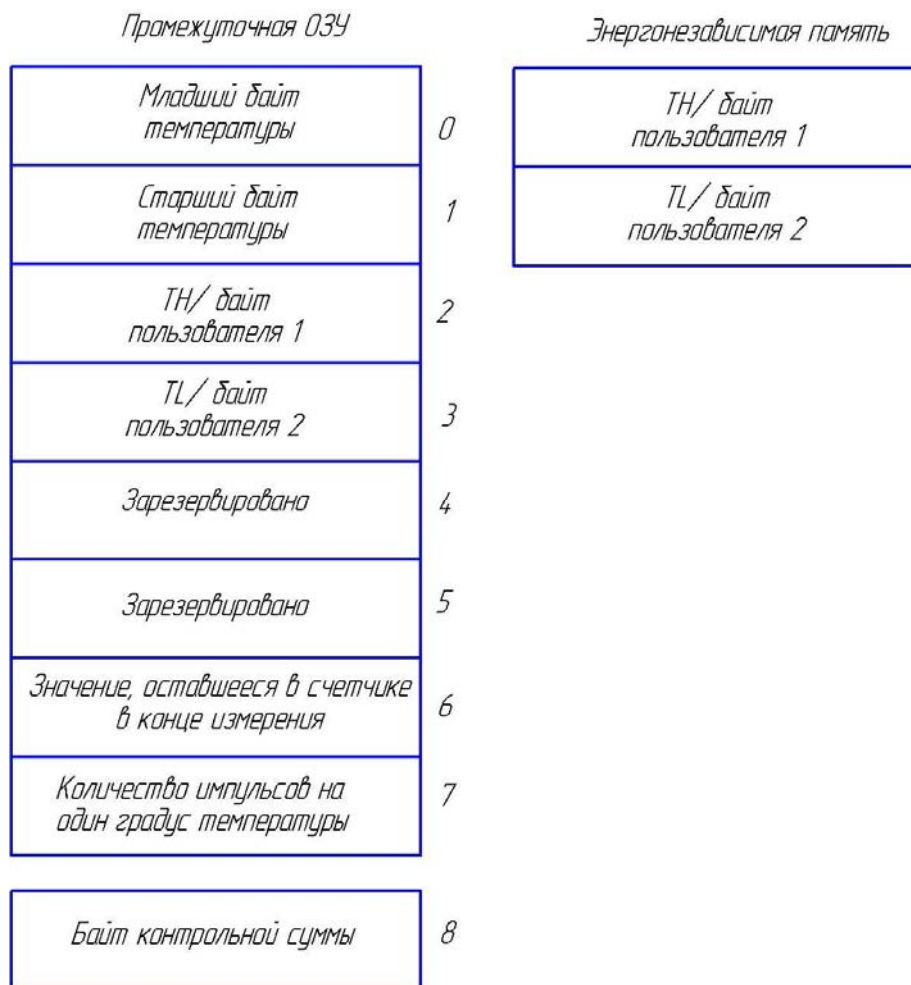 Промежуточная ОЗУ
Младший байт
температуры
0
Старший байт
температуры
1
TH/ байт
пользователя 1
2
TL/ байт
пользователя 2
3
Зарезервировано
4
Зарезервировано
5
Значение, оставшееся в счетчике
в конце измерения
6
Количество импульсов на
один градус температуры
7
Байт контрольной суммы
8
Энергонезависимая память
TH/ байт
пользователя 1
TL/ байт
пользователя 2